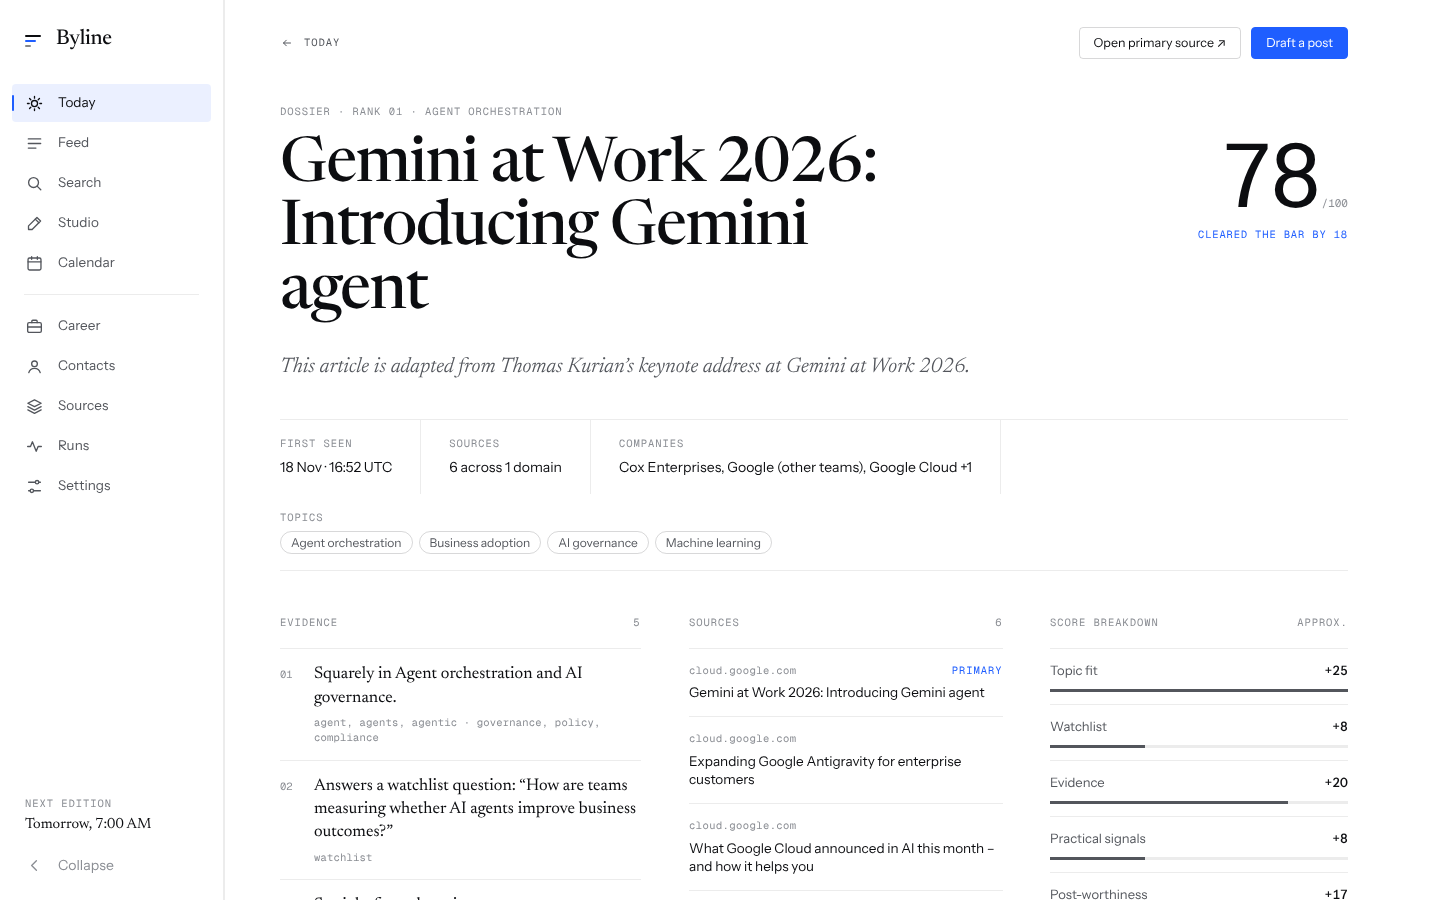 Byline
Today
Feed
Search
Studio
Calendar
Career
Contacts
Sources
Runs
Settings
NEXT EDITION
Tomorrow, 7:00 AM
Collapse
← TODAY
Open primary source ↗
Draft a post
DOSSIER · RANK 01 · AGENT ORCHESTRATION
Gemini at Work 2026:
Introducing Gemini
agent
78 /100
CLEARED THE BAR BY 18
This article is adapted from Thomas Kurian’s keynote address at Gemini at Work 2026.
FIRST SEEN
18 Nov · 16:52 UTC
SOURCES
6 across 1 domain
COMPANIES
Cox Enterprises, Google (other teams), Google Cloud +1
TOPICS
Agent orchestration
Business adoption
AI governance
Machine learning
EVIDENCE 5
01 Squarely in Agent orchestration and AI
governance.
agent, agents, agentic · governance, policy,
compliance
02 Answers a watchlist question: “How are teams
measuring whether AI agents improve business
outcomes?”
watchlist
SOURCES 6
cloud.google.com PRIMARY
Gemini at Work 2026: Introducing Gemini agent
cloud.google.com
Expanding Google Antigravity for enterprise
customers
cloud.google.com
What Google Cloud announced in AI this month –
and how it helps you
SCORE BREAKDOWN APPROX.
Topic fit +25
Watchlist +8
Evidence +20
Practical signals +8
Post-worthiness +17